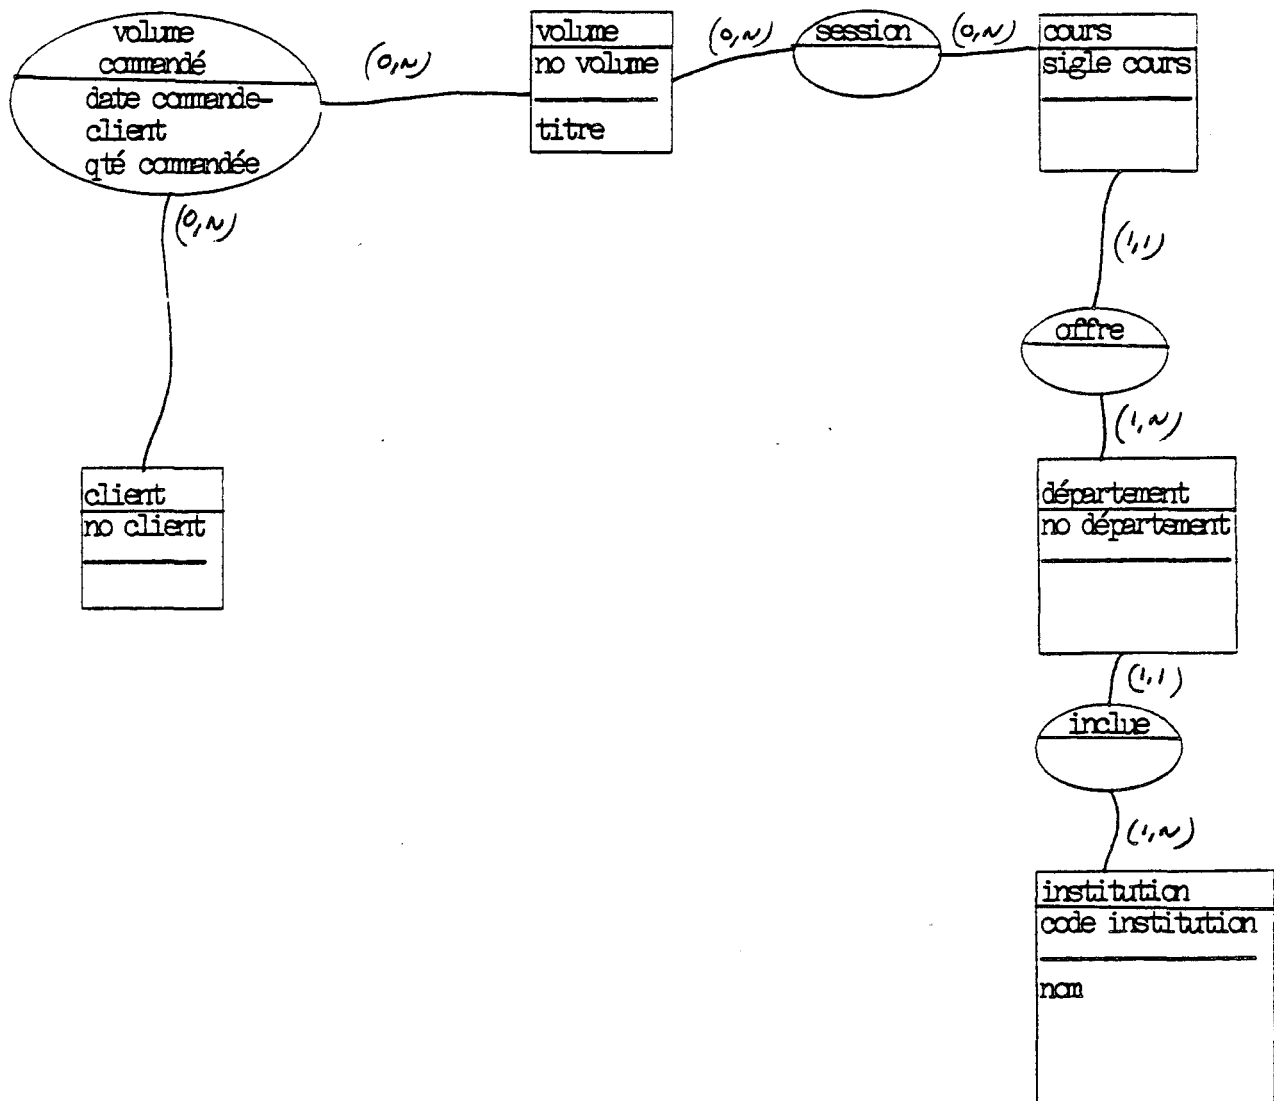 volume
commandé
date commande-
client
qté commandée
(0,N)
volume
no volume
titre
(0,N)
session
(0,N)
cours
sigle cours
(0,N)
(1,1)
offre
(1,N)
client
no client
département
no département
(1,1)
inclue
(1,N)
institution
code institution
nom